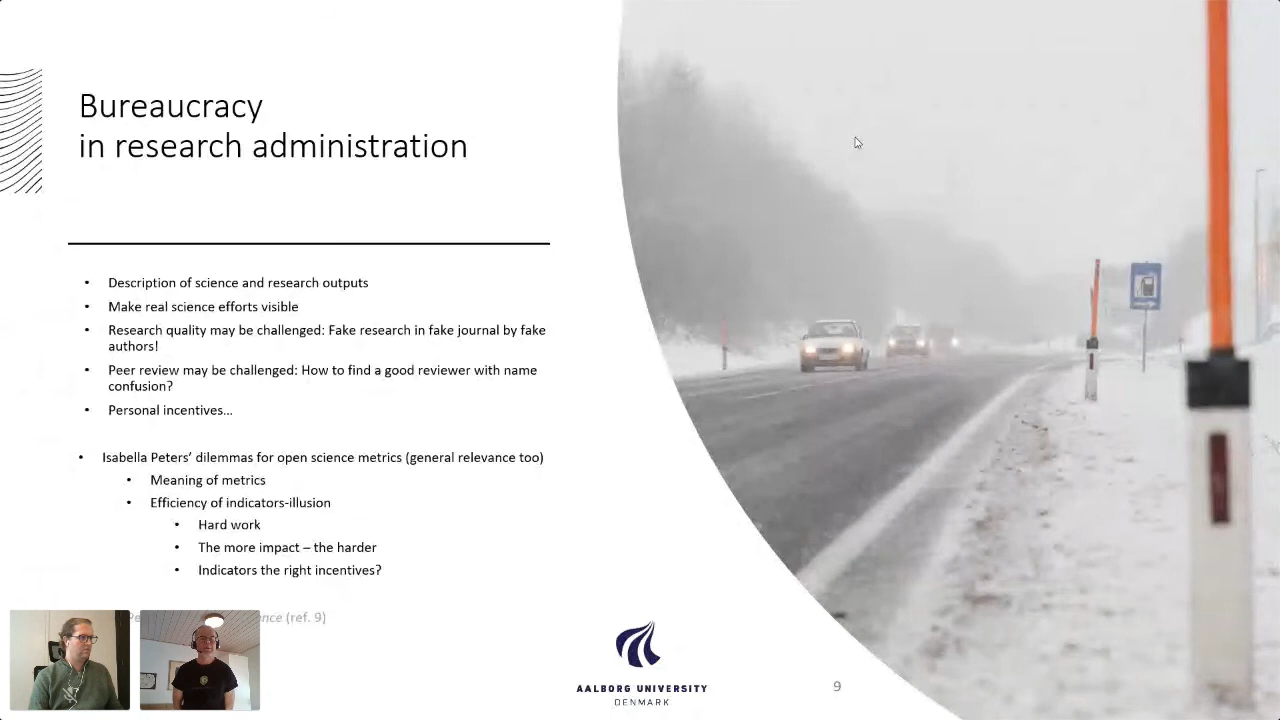 Bureaucracy
in research administration
• Description of science and research outputs
• Make real science efforts visible
• Research quality may be challenged: Fake research in fake journal by fake
authors!
• Peer review may be challenged: How to find a good reviewer with name
confusion?
• Personal incentives…
• Isabella Peters’ dilemmas for open science metrics (general relevance too)
• Meaning of metrics
• Efficiency of indicators-illusion
• Hard work
• The more impact – the harder
• Indicators the right incentives?
(ref. 9)
AALBORG UNIVERSITY
DENMARK
9